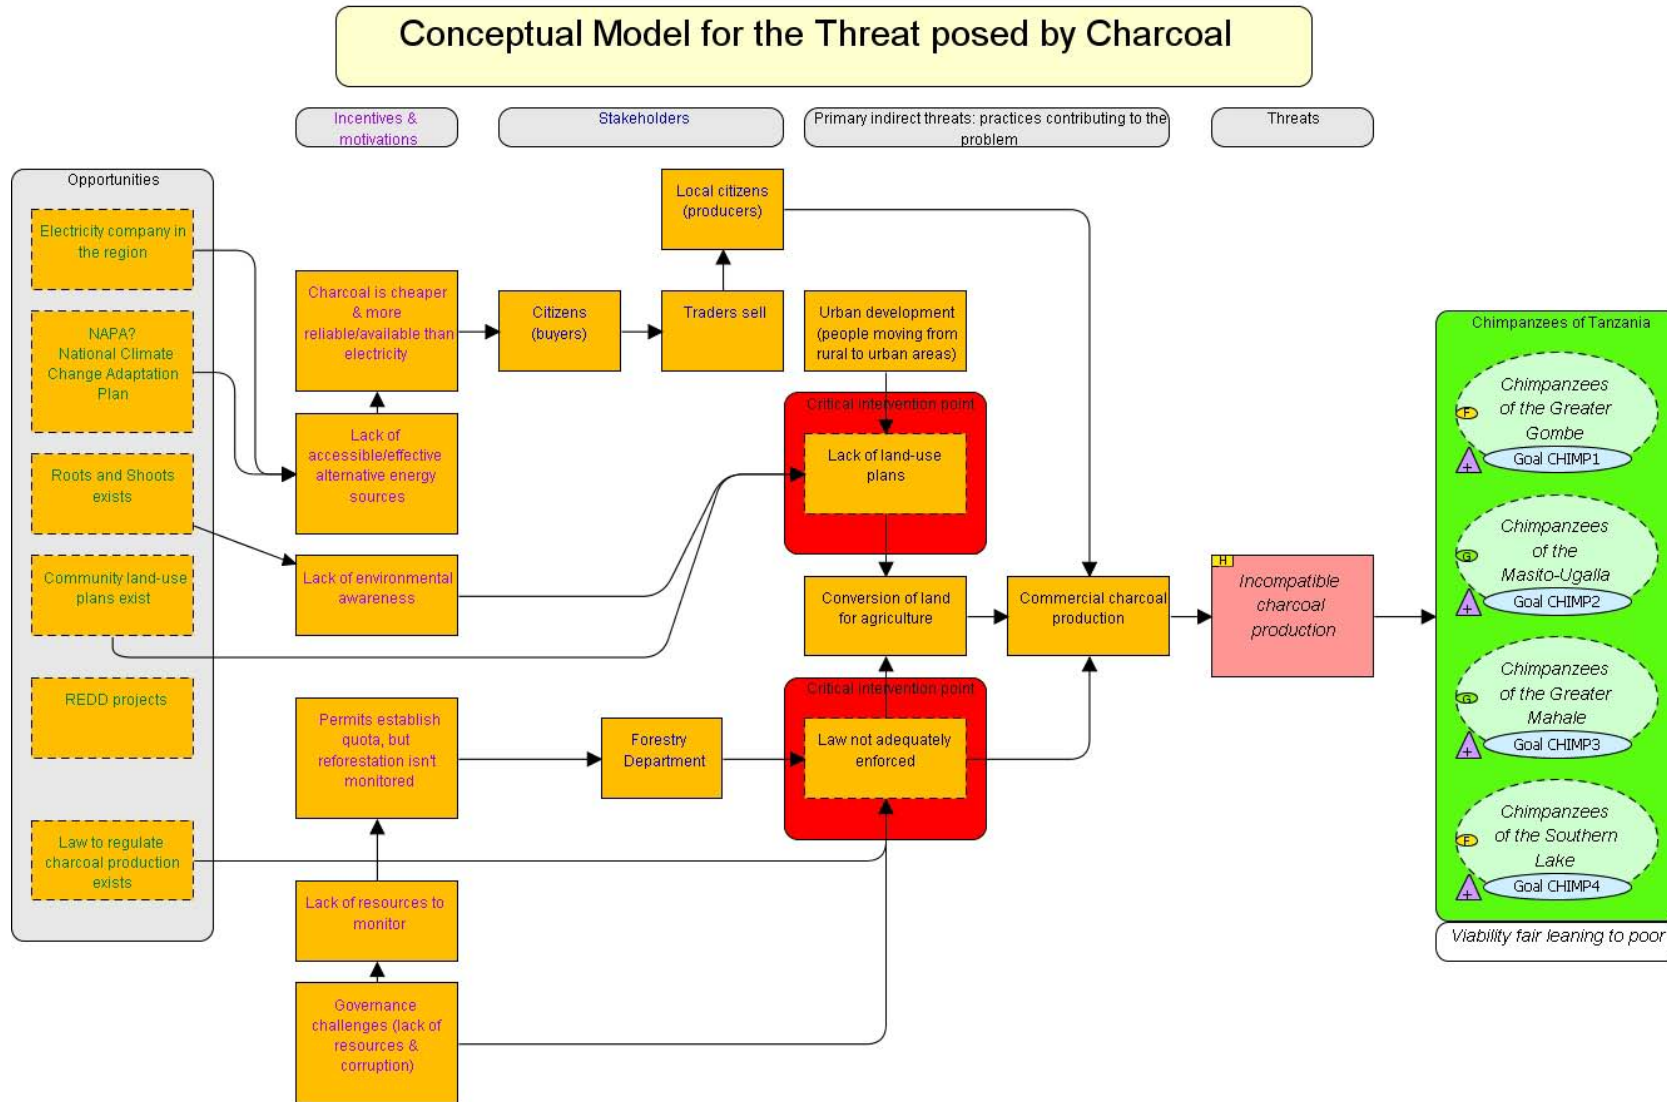 Conceptual Model for the Threat posed by Charcoal
Incentives &
motivations
Stakeholders
Primary indirect threats: practices contributing to the
problem
Threats
Opportunities
Electricity company in
the region
NAPA?
National Climate
Change Adaptation
Plan
Roots and Shoots
exists
Community land-use
plans exist
REDD projects
Law to regulate
charcoal production
exists
Charcoal is cheaper
& more
reliable/available than
electricity
Lack of
accessible/effective
alternative energy
sources
Lack of environmental
awareness
Permits establish
quota, but
reforestation isn't
monitored
Lack of resources to
monitor
Governance
challenges (lack of
resources &
corruption)
Local citizens
(producers)
Citizens
(buyers)
Traders sell
Forestry
Department
Urban development
(people moving from
rural to urban areas)
Critical intervention point
Lack of land-use
plans
Conversion of land
for agriculture
Critical intervention point
Law not adequately
enforced
Commercial charcoal
production
H
Incompatible
charcoal
production
Chimpanzees of Tanzania
Chimpanzees
of the Greater
Gombe
F
+
Goal CHIMP1
Chimpanzees
of the
Masito-Ugalla
G
+
Goal CHIMP2
Chimpanzees
of the Greater
Mahale
G
+
Goal CHIMP3
Chimpanzees
of the Southern
Lake
F
+
Goal CHIMP4
Viability fair leaning to poor